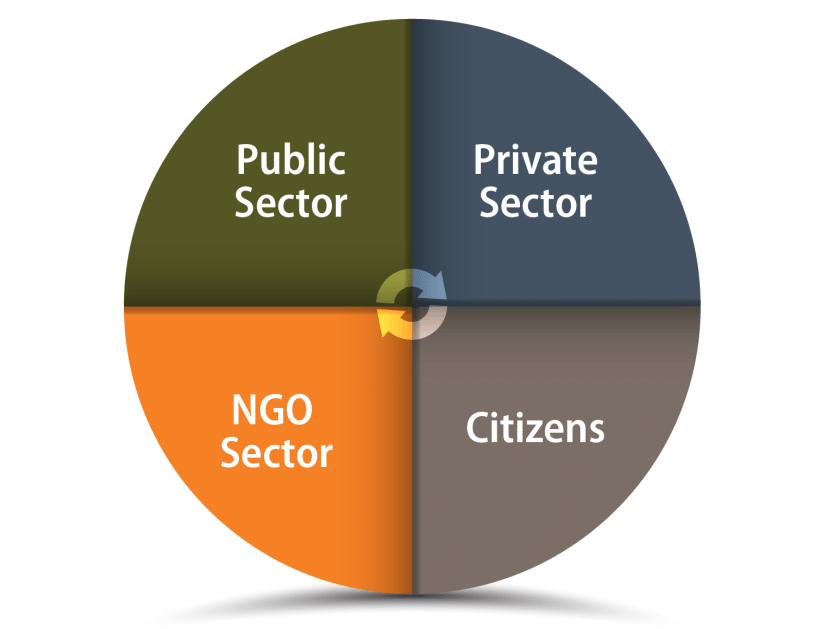 Public
Sector
Private
Sector
NGO
Sector
Citizens